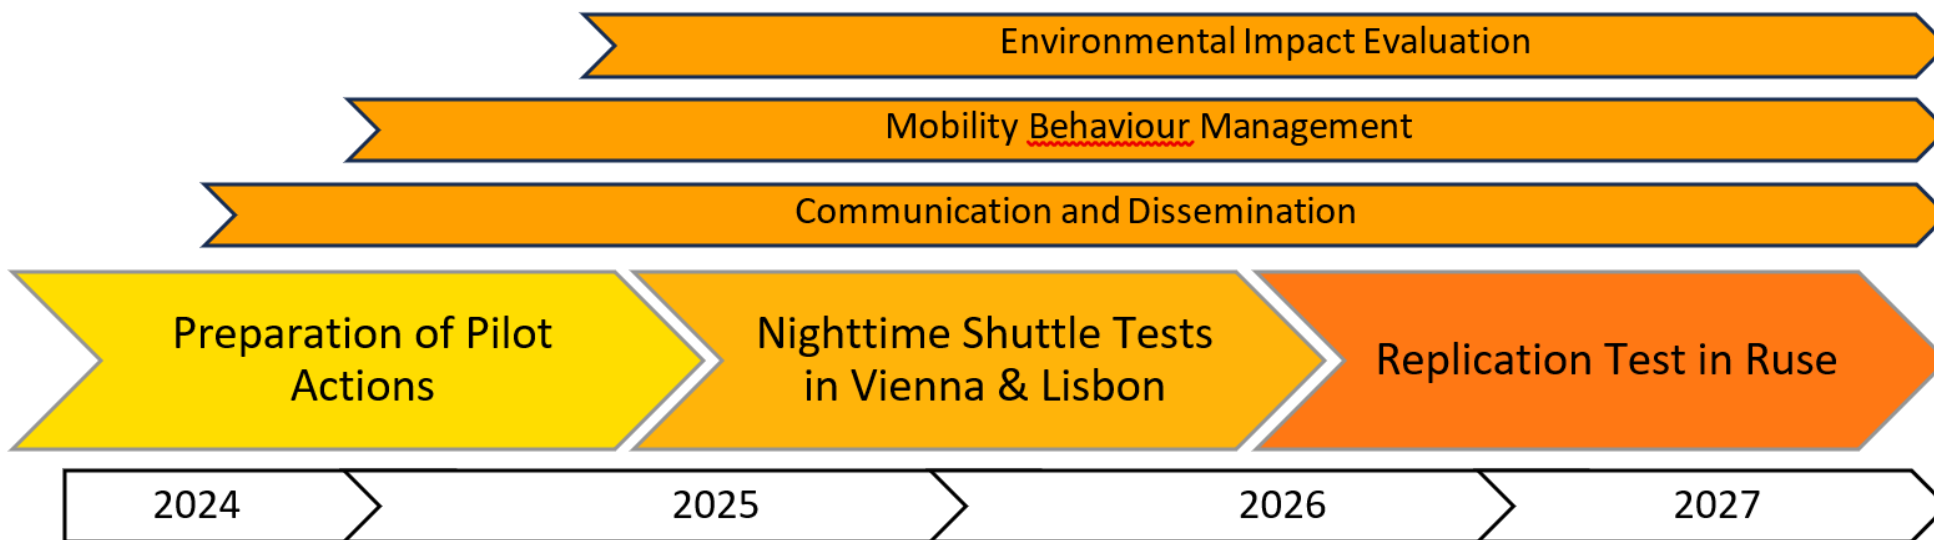 Environmental Impact Evaluation
Mobility Behaviour Management
Communication and Dissemination
Preparation of Pilot
Actions
Nighttime Shuttle Tests
in Vienna & Lisbon
Replication Test in Ruse
2024
2025
2026
2027